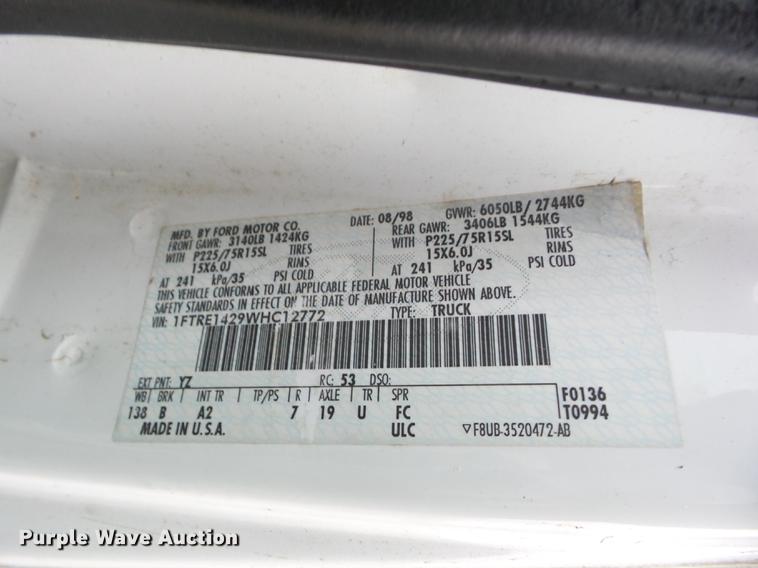 MFD. BY FORD MOTOR CO.
DATE: 08/98
GVWR: 6050LB/ 2744KG
FRONT GAWR: 3140LB 1424KG
REAR GAWR: 3406LB 1544KG
WITH P225/75R15SL TIRES
WITH P225/75R15SL TIRES
15X6.0J RIMS
15X6.0J RIMS
AT 241 kPa/35 PSI COLD
AT 241 kPa/35 PSI COLD
THIS VEHICLE CONFORMS TO ALL APPLICABLE FEDERAL MOTOR VEHICLE
SAFETY STANDARDS IN EFFECT ON THE DATE OF MANUFACTURE SHOWN ABOVE.
VIN: 1FTRE1429WHC12772
TYPE: TRUCK
EXT PNT: YZ RC: 53 DSO:
WB BRK INT TR TP/PS R AXLE TR SPR F0136
138 B A2 7 19 U FC T0994
MADE IN U.S.A. ULC ▽F8UB-3520472-AB
Purple Wave Auction